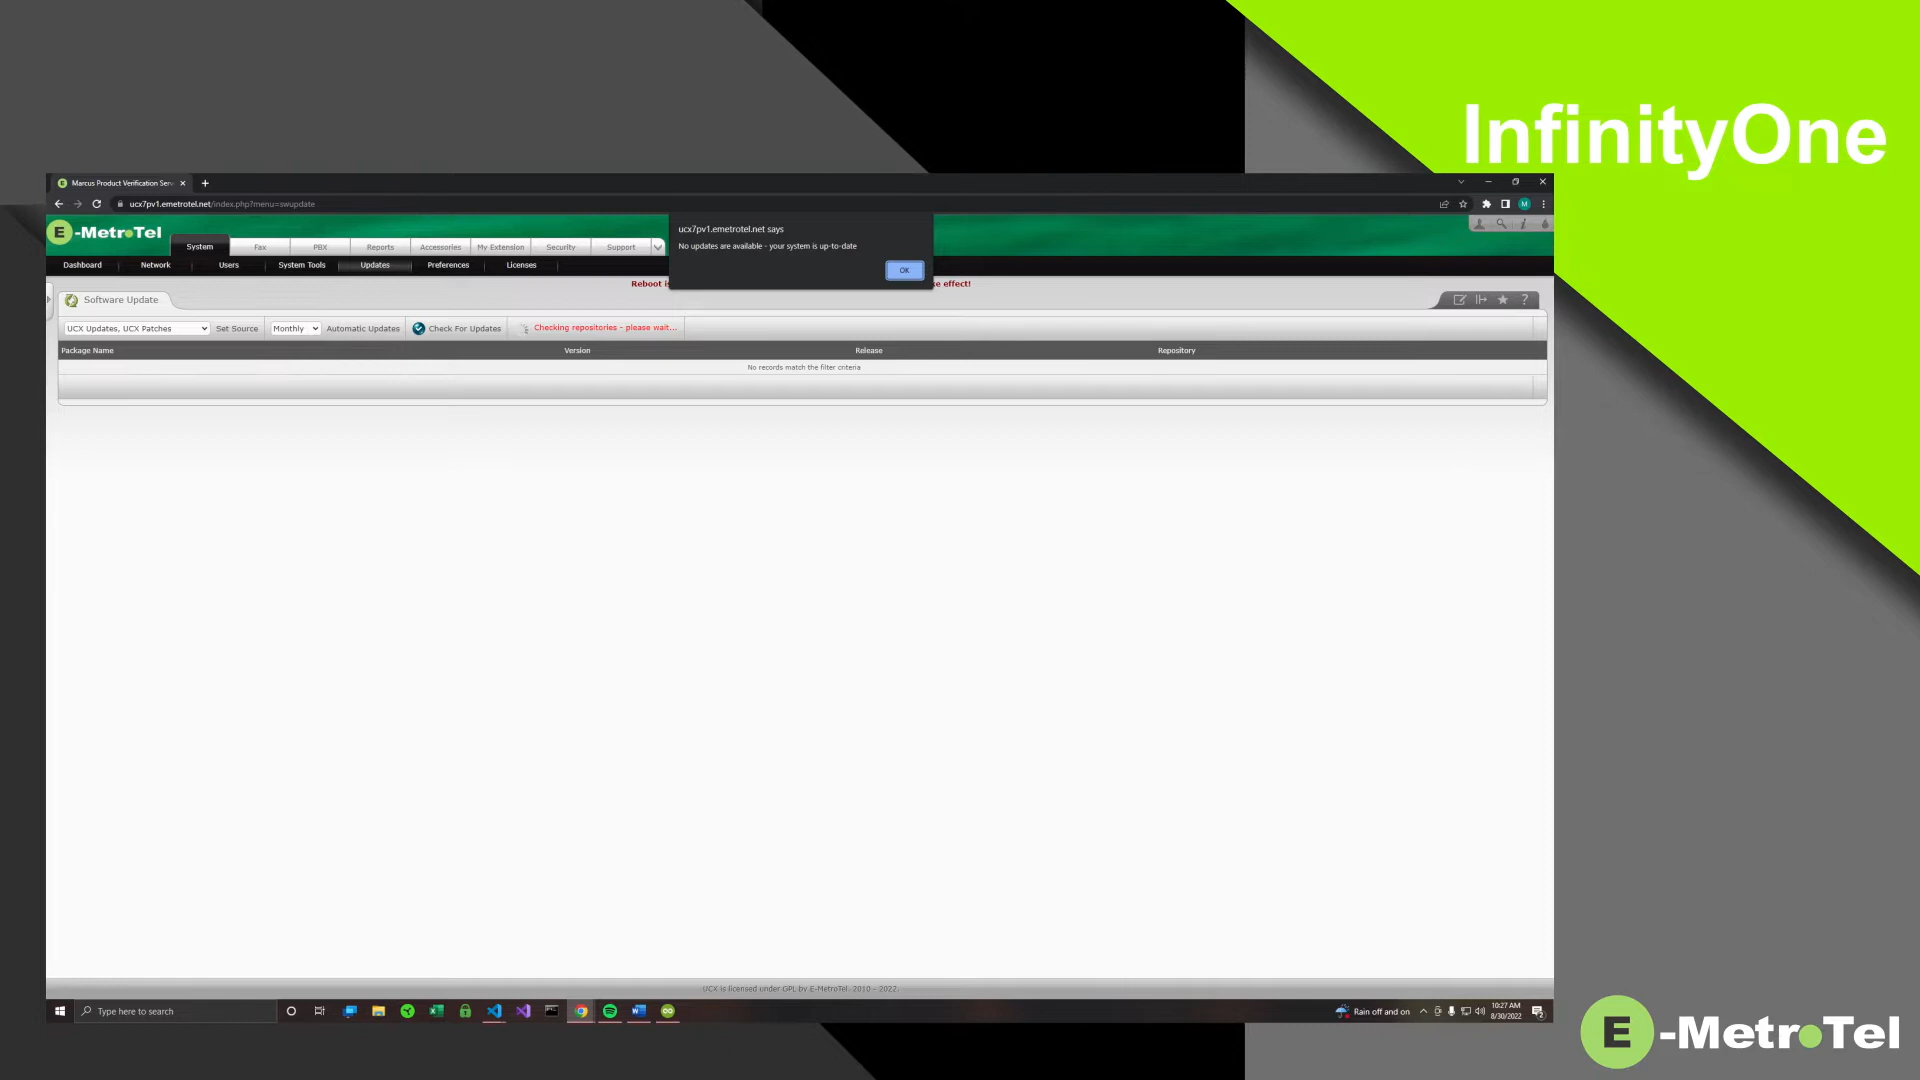 InfinityOne
Marcus Product Verification Serv
ucx7pv1.emetrotel.net/index.php?menu=swupdate
E-MetroTel
System Fax PBX Reports Accessories My Extension Security Support
ucx7pv1.emetrotel.net says
No updates are available - your system is up-to-date
OK
Dashboard Network Users System Tools Updates Preferences Licenses
Reboot is
ke effect!
Software Update
UCX Updates, UCX Patches Set Source Monthly Automatic Updates Check For Updates Checking repositories - please wait...
Package Name Version Release Repository
No records match the filter criteria
UCX is licensed under GPL by E-MetroTel. 2010 - 2022.
Type here to search
Rain off and on
10:27 AM
8/30/2022
E-MetroTel